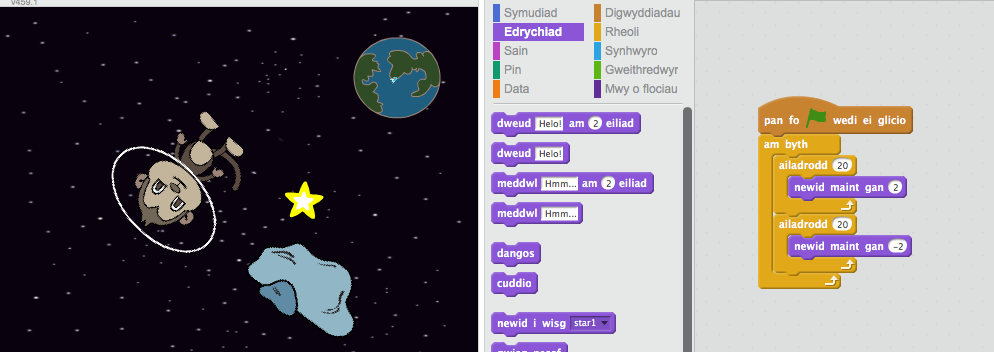 v459.1
Symudiad
Edrychiad
Sain
Pin
Data
Digwyddiadau
Rheoli
Synhwyro
Gweithredwyr
Mwy o flociau
dweud Helo! am 2 eiliad
dweud Helo!
meddwl Hmm... am 2 eiliad
meddwl Hmm...
dangos
cuddio
newid i wisg star1
pan fo wedi ei glicio
am byth
ailadrodd 20
newid maint gan 2
ailadrodd 20
newid maint gan -2